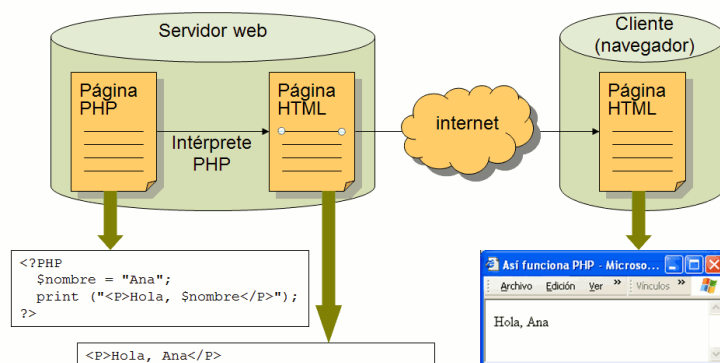 Servidor web
Cliente
(navegador)
Página
PHP
Intérprete
PHP
Página
HTML
internet
Página
HTML
<?PHP
$nombre = "Ana";
print ("<P>Hola, $nombre</P>");
?>
<P>Hola, Ana</P>
Así funciona PHP - Microso...
Archivo Edición Ver » Vínculos »
Hola, Ana